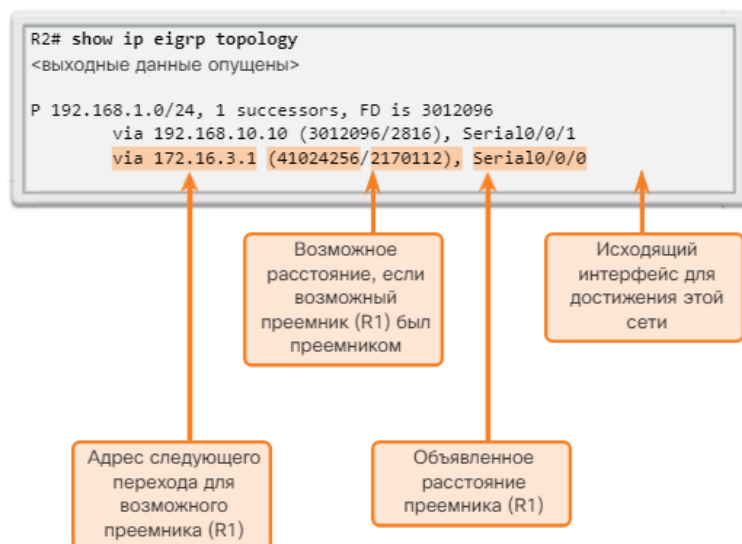 R2# show ip eigrp topology
<выходные данные опущены>
P 192.168.1.0/24, 1 successors, FD is 3012096
via 192.168.10.10 (3012096/2816), Serial0/0/1
via 172.16.3.1 (41024256/2170112), Serial0/0/0
Возможное
расстояние, если
возможный
преемник (R1) был
преемником
Исходящий
интерфейс для
достижения этой
сети
Адрес следующего
перехода для
возможного
преемника (R1)
Объявленное
расстояние
преемника (R1)